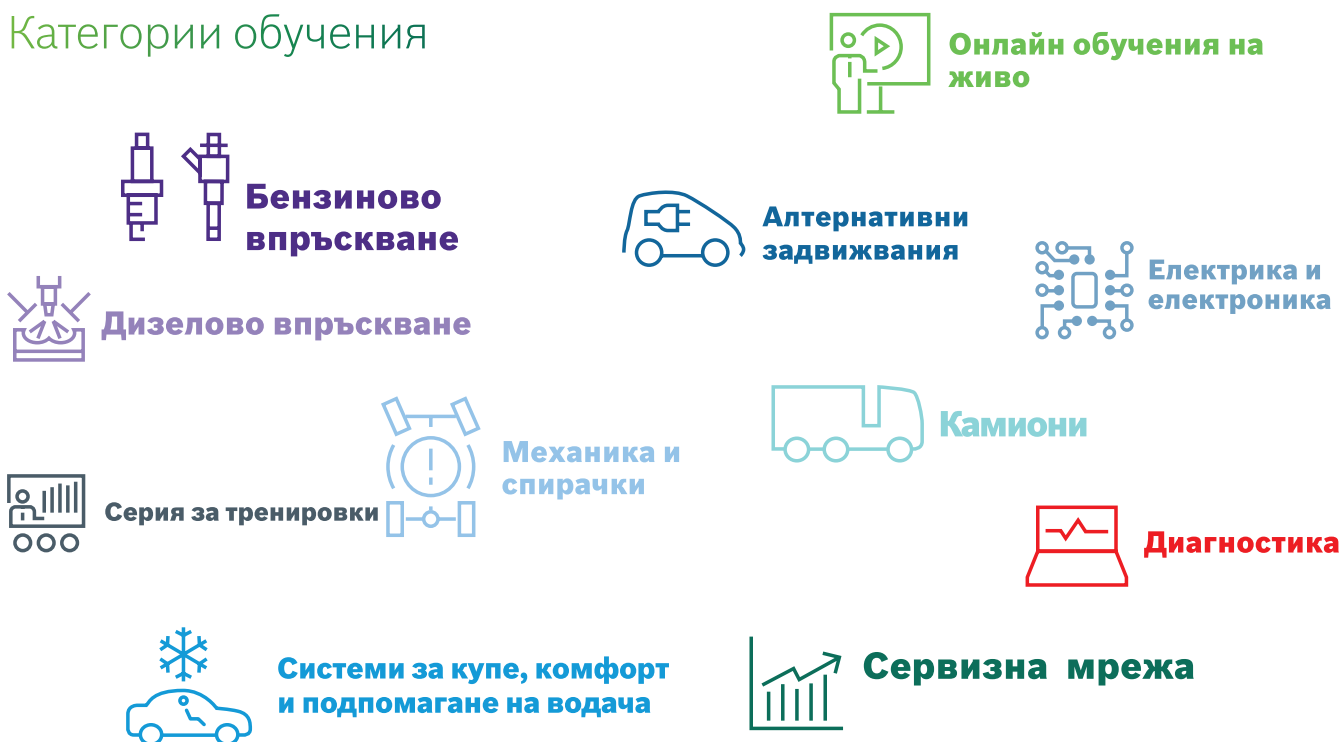 Категории обучения
Онлайн обучения на
живо
Бензиново
впръскване
Алтернативни
задвижвания
Електрика и
електроника
Дизелово впръскване
Камиони
Механика и
спирачки
Серия за тренировки
Диагностика
Системи за купе, комфорт
и подпомагане на водача
Сервизна мрежа